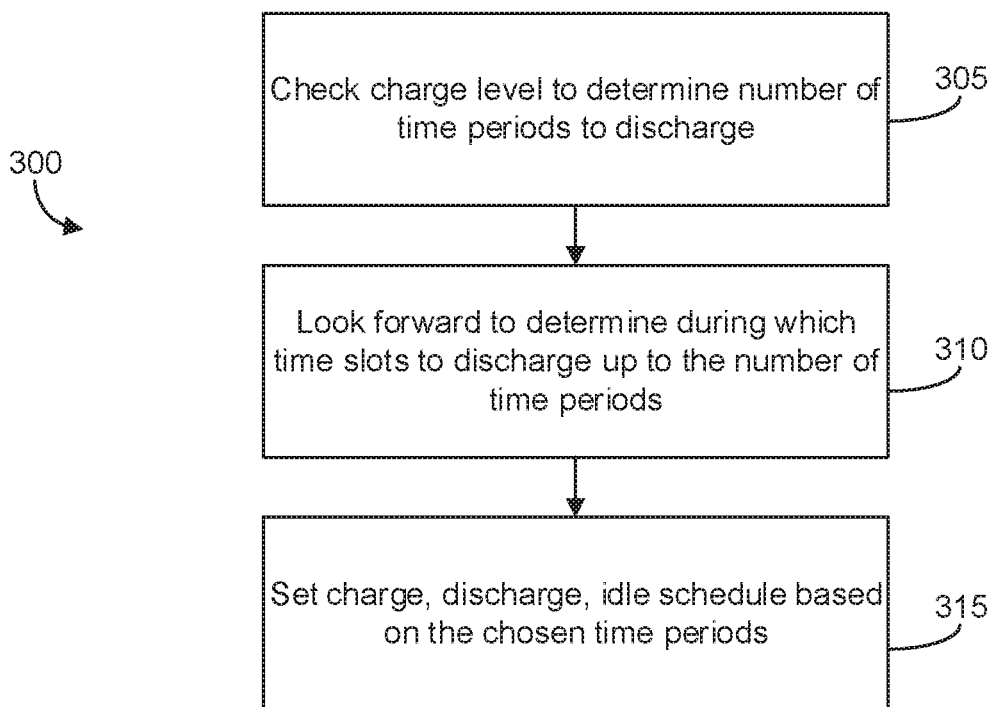 300
Check charge level to determine number of
time periods to discharge
305
Look forward to determine during which
time slots to discharge up to the number of
time periods
310
Set charge, discharge, idle schedule based
on the chosen time periods
315